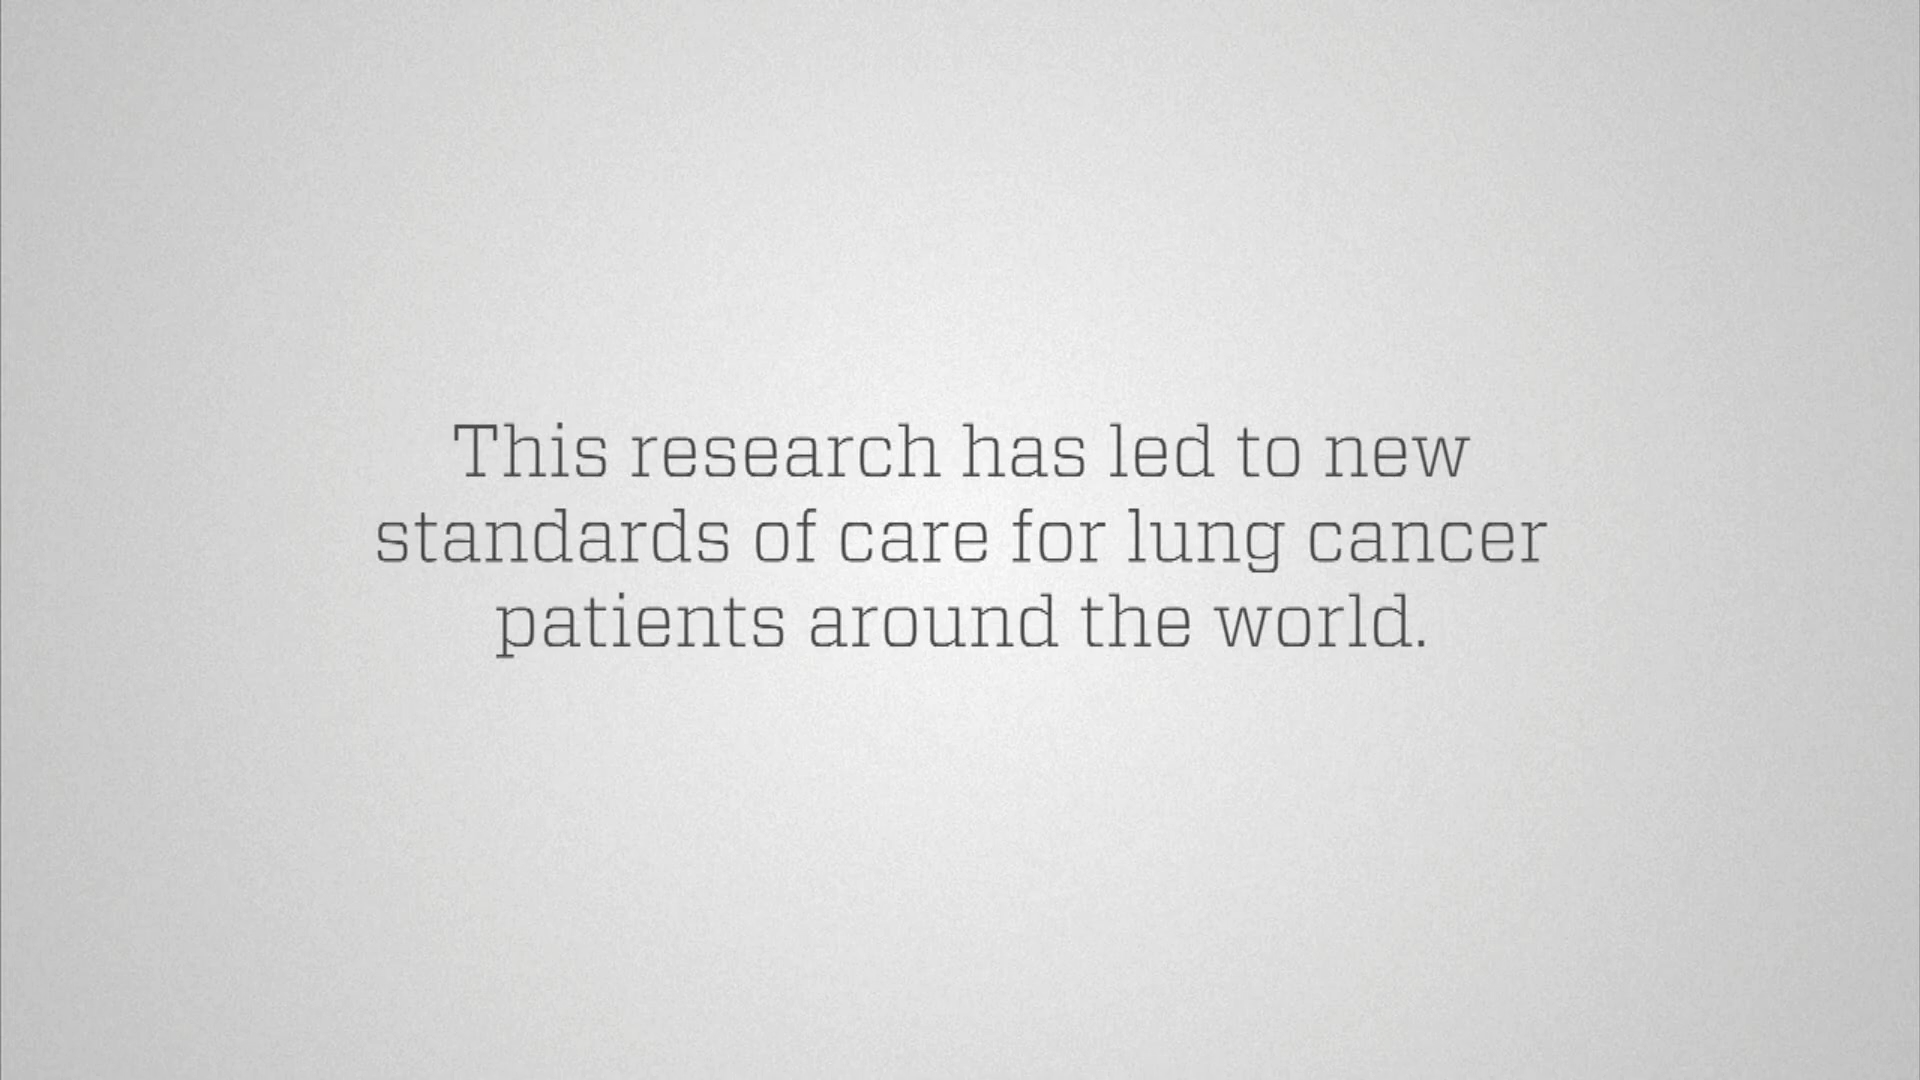 This research has led to new
standards of care for lung cancer
patients around the world.